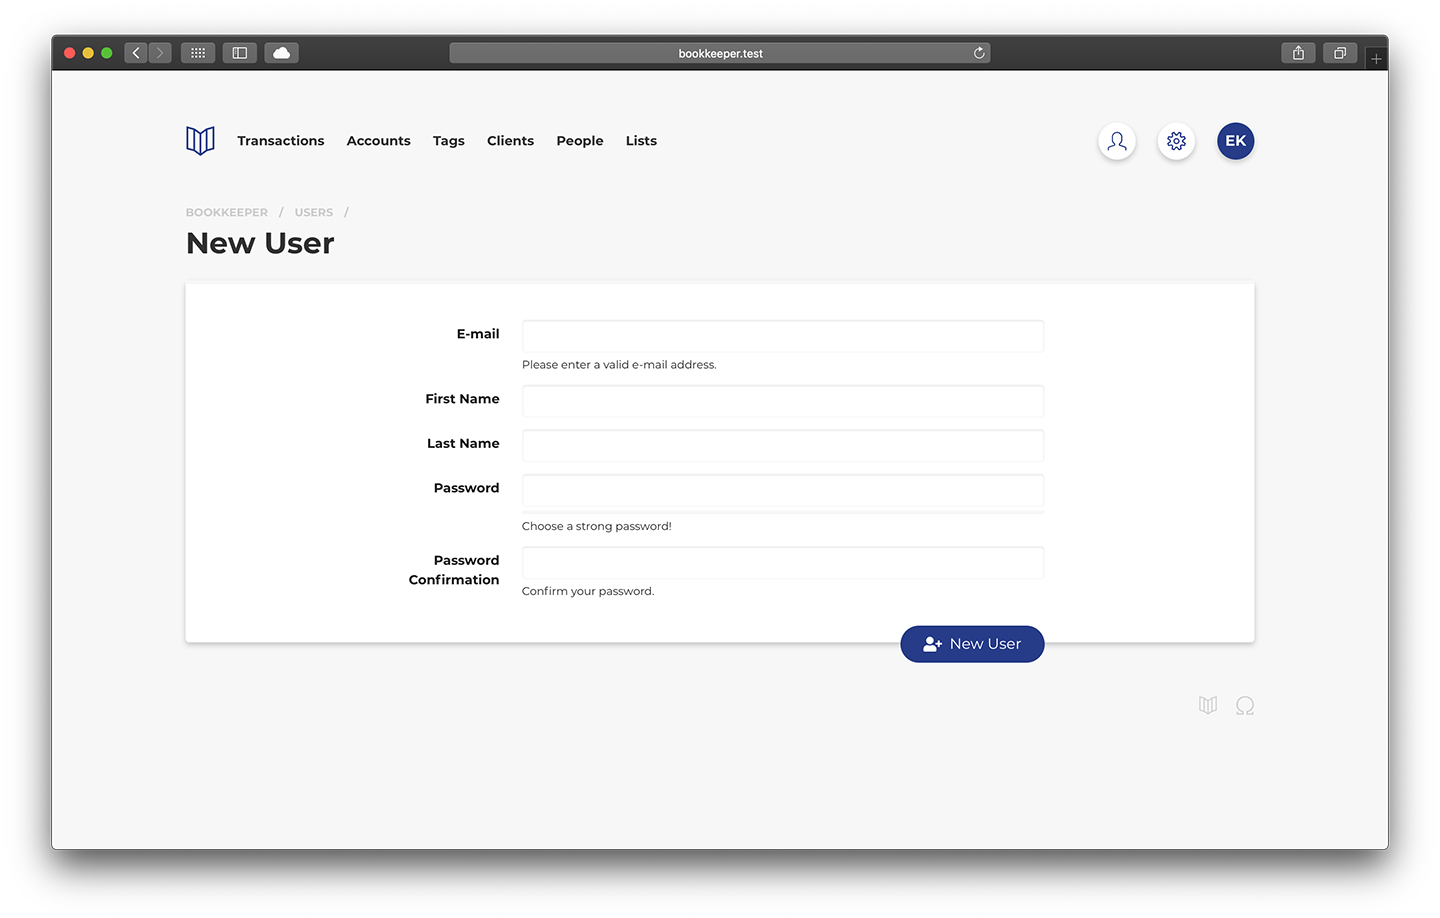 bookkeeper.test
Transactions Accounts Tags Clients People Lists
EK
BOOKKEEPER / USERS /
New User
E-mail
Please enter a valid e-mail address.
First Name
Last Name
Password
Choose a strong password!
Password
Confirmation
Confirm your password.
New User